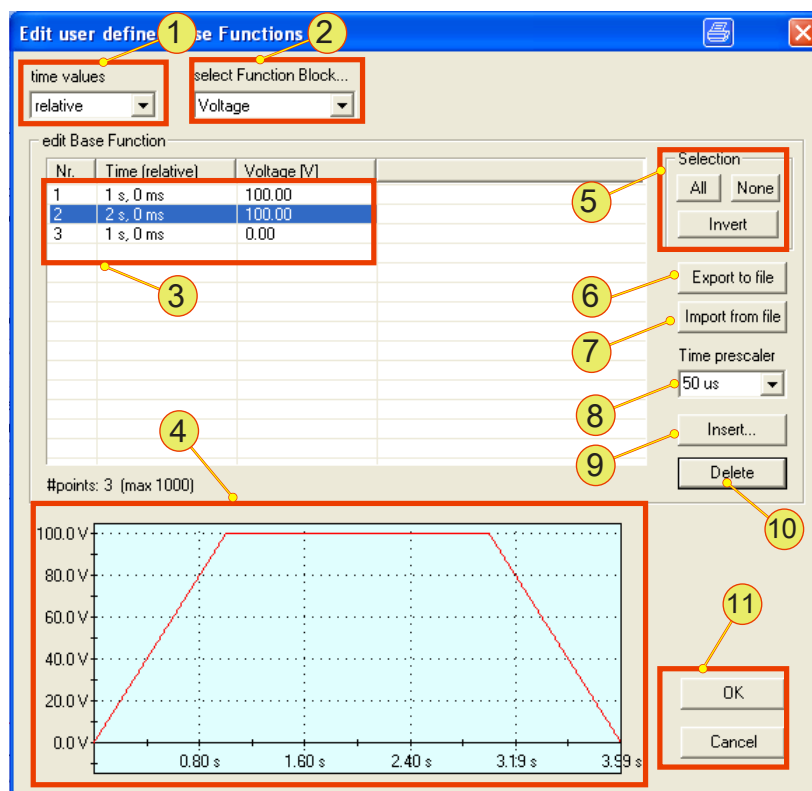 Edit user define se Functions
1
2
time values
select Function Block...
relative
Voltage
edit Base Function
Nr. Time (relative) Voltage [V]
1 1 s, 0 ms 100.00
2 2 s, 0 ms 100.00
3 1 s, 0 ms 0.00
3
Selection
All None
Invert
5
Export to file
6
Import from file
7
Time prescaler
50 us
8
Insert...
9
Delete
10
#points: 3 (max 1000)
4
100.0 V
80.0 V
60.0 V
40.0 V
20.0 V
0.0 V
0.80 s 1.60 s 2.40 s 3.19 s 3.99 s
11
OK
Cancel